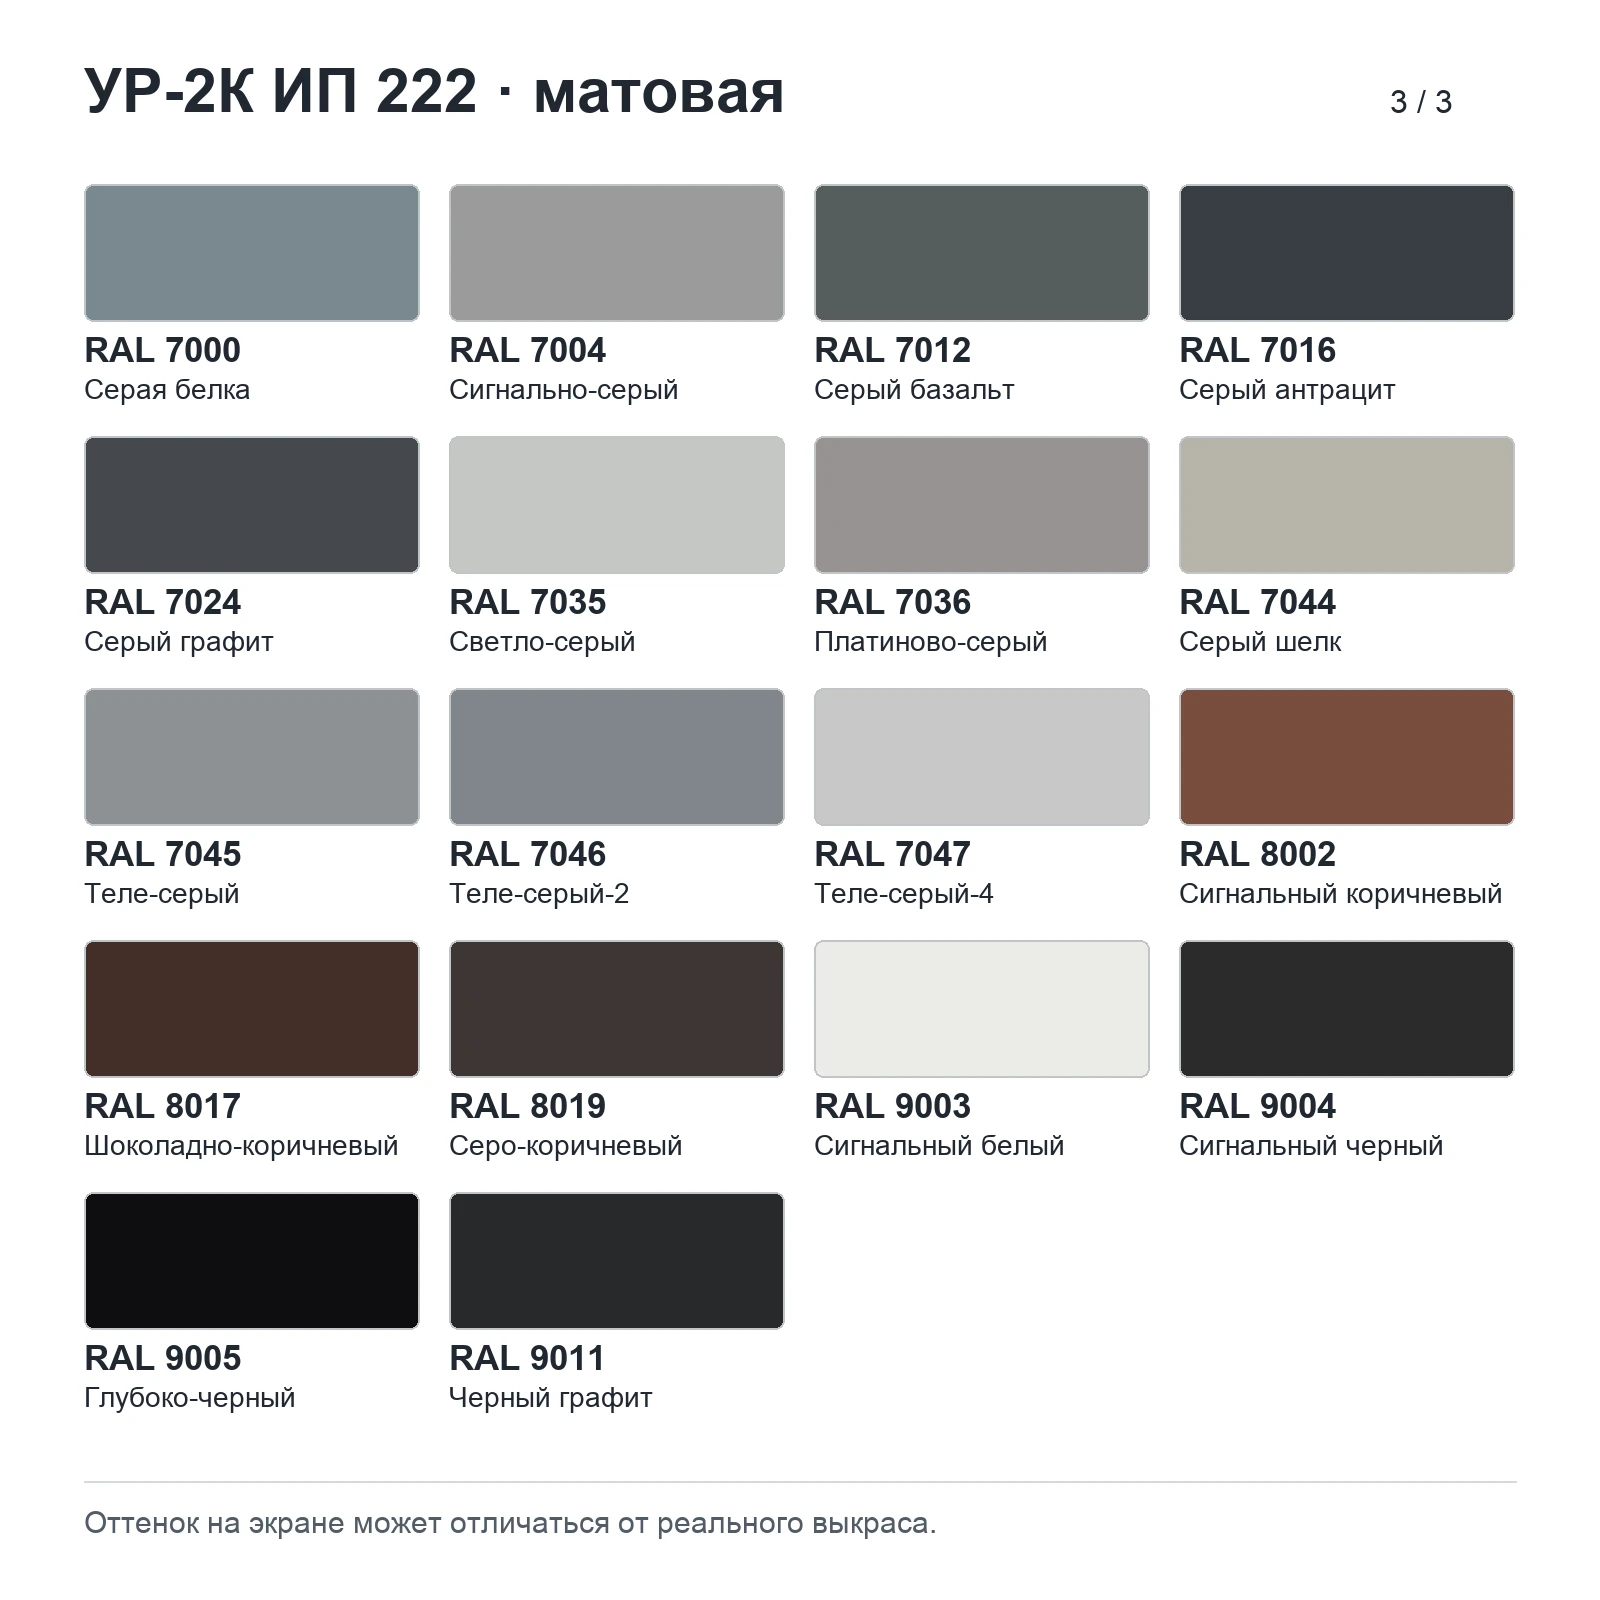 УР-2К ИП 222 · матовая
3 / 3
RAL 7000
Серая белка
RAL 7004
Сигнально-серый
RAL 7012
Серый базальт
RAL 7016
Серый антрацит
RAL 7024
Серый графит
RAL 7035
Светло-серый
RAL 7036
Платиново-серый
RAL 7044
Серый шелк
RAL 7045
Теле-серый
RAL 7046
Теле-серый-2
RAL 7047
Теле-серый-4
RAL 8002
Сигнальный коричневый
RAL 8017
Шоколадно-коричневый
RAL 8019
Серо-коричневый
RAL 9003
Сигнальный белый
RAL 9004
Сигнальный черный
RAL 9005
Глубоко-черный
RAL 9011
Черный графит
Оттенок на экране может отличаться от реального выкраса.